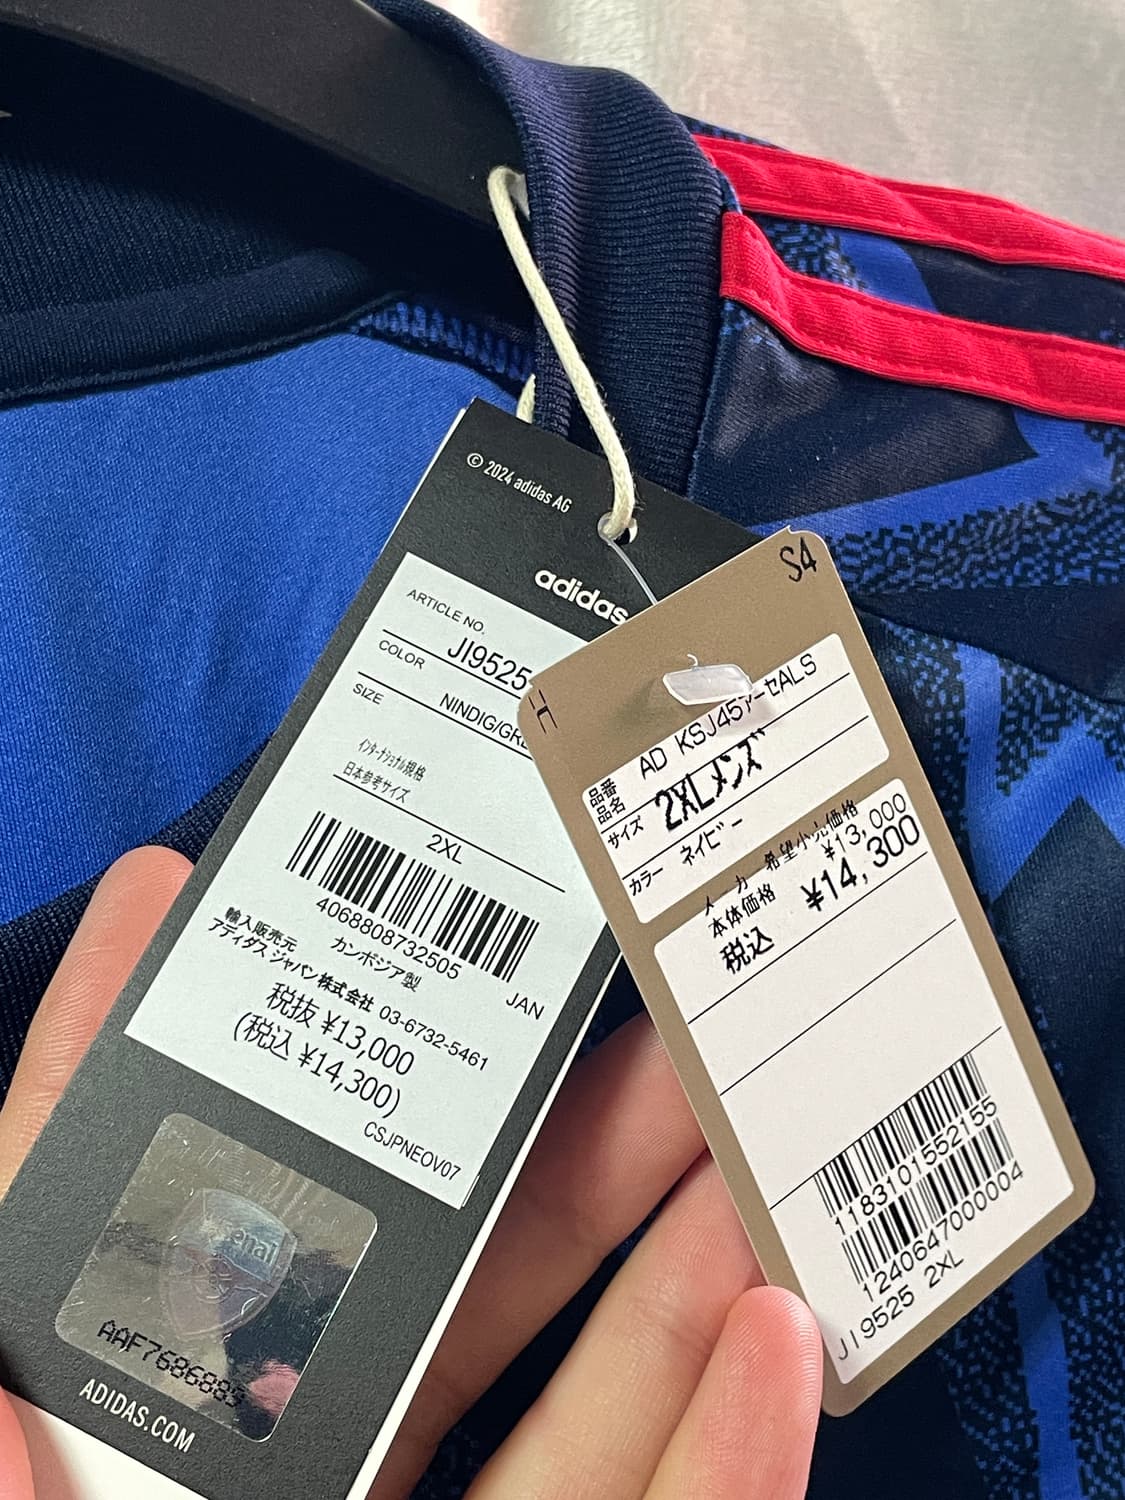 © 2024 adidas AG
adidas
ARTICLE NO.
JI9525
COLOR
NINDIG/GRE
SIZE
インターナショナル規格
日本参考サイズ
2XL
4068808732505
カンボジア製
JAN
輸入販売元
アディダス ジャパン株式会社 03-6732-5461
税抜 ¥13,000
(税込 ¥14,300)
CSJPNEOV07
Arsenal
AAF7686889
ADIDAS.COM
S4
品番 AD KSJ45アーセALS
品名
サイズ 2XLメンズ
カラー ネイビー
メーカー希望小売価格
本体価格 ¥13,000
税込 ¥14,300
1183101552155
1240647000004
JI9525 2XL